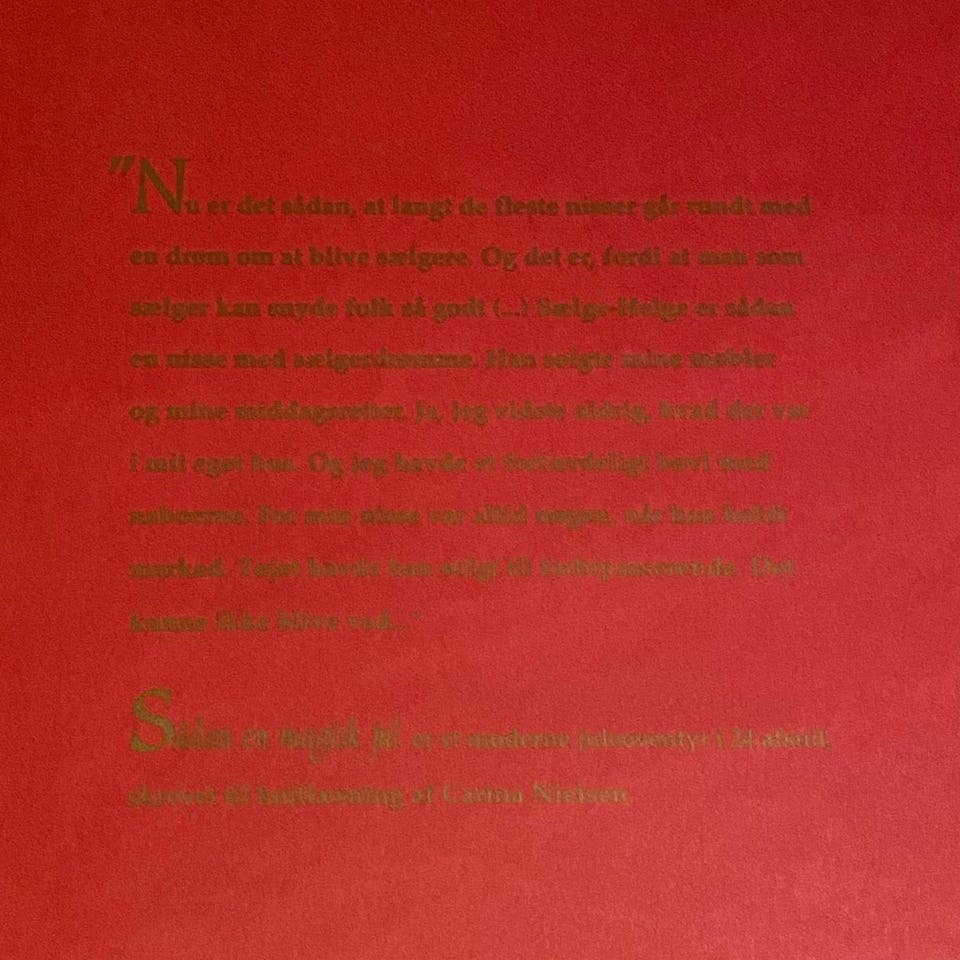 "Nu er det sådan, at langt de fleste nisser går rundt med
en drøm om at blive sælgere. Og det er, fordi at man som
sælger kan snyde folk så godt (...) Sælge-Helge er sådan
en nisse med sælgerdrømme. Han solgte mine møbler
og mine middagsretter. Ja, jeg vidste aldrig, hvad der var
i mit eget hus. Og jeg havde et forfærdeligt bøvl med
naboerne. For min nisse var altid nøgen, når han holdt
marked. Tøjet havde han solgt til forbipasserende. Det
kunne ikke blive ved..."
Sådan en magisk jul er et moderne juleeventyr i 24 afsnit,
skrevet til højtlæsning af Carina Nielsen.